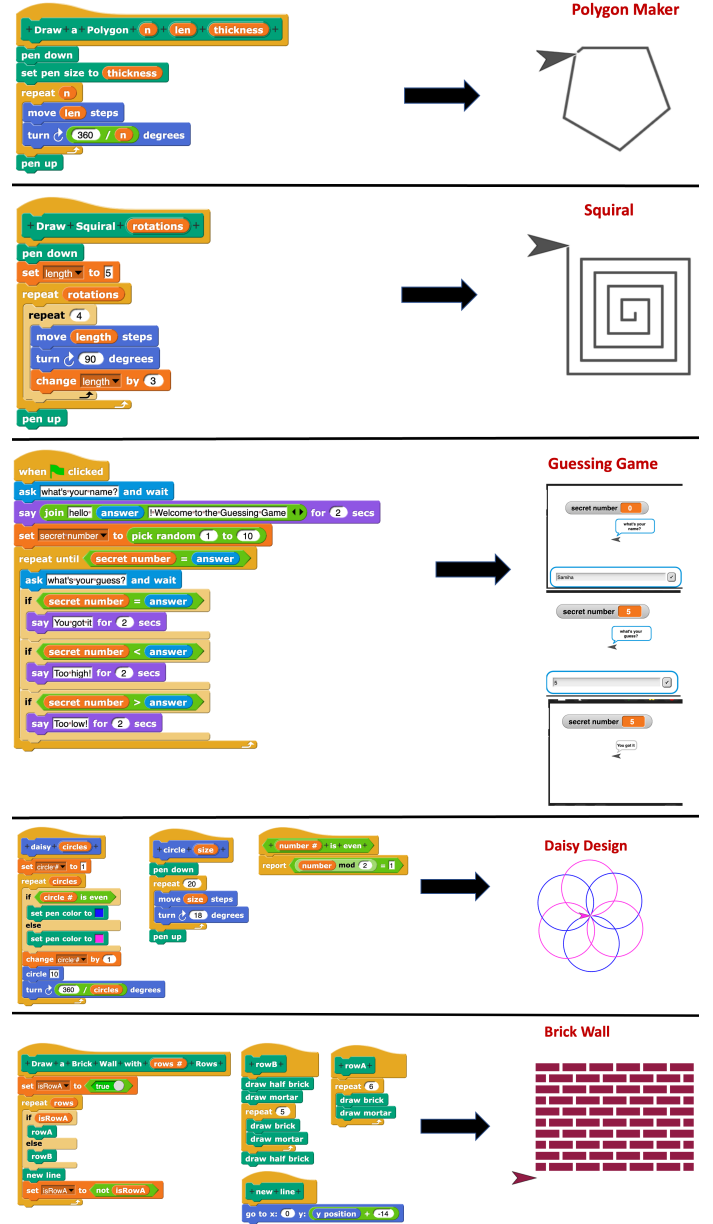 Polygon Maker
Draw a Polygon n len thickness
pen down
set pen size to thickness
repeat n
move len steps
turn 360 / n degrees
pen up
Squiral
Draw Squiral rotations
pen down
set length to 5
repeat rotations
repeat 4
move length steps
turn 90 degrees
change length by 3
pen up
Guessing Game
when clicked
ask what's your name? and wait
say join hello answer ! Welcome to the Guessing Game for 2 secs
set secret number to pick random 1 to 10
repeat until secret number = answer
ask what's your guess? and wait
if secret number = answer
say You got it for 2 secs
if secret number < answer
say Too high! for 2 secs
if secret number > answer
say Too low! for 2 secs
secret number 0
what's your
name?
Samiha
secret number 5
what's your
guess?
5
secret number 5
You got it
Daisy Design
daisy circles
set circle # to 1
repeat circles
if circle # is even
set pen color to
else
set pen color to
change circle # by 1
circle 10
turn 360 / circles degrees
circle size
pen down
repeat 20
move size steps
turn 18 degrees
pen up
number # is even
report number mod 2 = 1
Brick Wall
Draw a Brick Wall with rows # Rows
set isRowA to true
repeat rows
if isRowA
rowA
else
rowB
new line
set isRowA to not isRowA
rowB
draw half brick
draw mortar
repeat 5
draw brick
draw mortar
draw half brick
rowA
repeat 6
draw brick
draw mortar
new line
go to x: 0 y: y position + -14